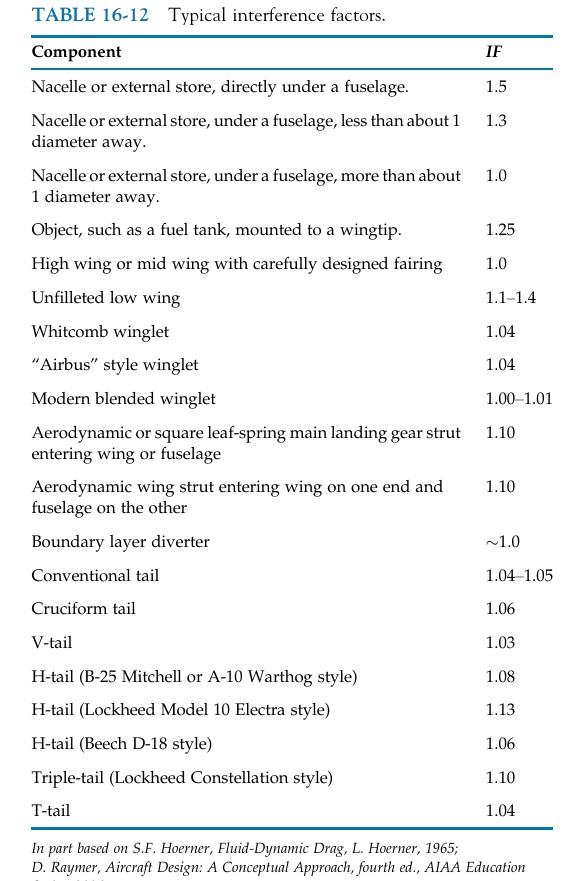 TABLE 16-12 Typical interference factors.
Component IF
Nacelle or external store, directly under a fuselage. 1.5
Nacelle or external store, under a fuselage, less than about 1 1.3
diameter away.
Nacelle or external store, under a fuselage, more than about 1.0
1 diameter away.
Object, such as a fuel tank, mounted to a wingtip. 1.25
High wing or mid wing with carefully designed fairing 1.0
Unfilleted low wing 1.1–1.4
Whitcomb winglet 1.04
“Airbus” style winglet 1.04
Modern blended winglet 1.00–1.01
Aerodynamic or square leaf-spring main landing gear strut 1.10
entering wing or fuselage
Aerodynamic wing strut entering wing on one end and 1.10
fuselage on the other
Boundary layer diverter ~1.0
Conventional tail 1.04–1.05
Cruciform tail 1.06
V-tail 1.03
H-tail (B-25 Mitchell or A-10 Warthog style) 1.08
H-tail (Lockheed Model 10 Electra style) 1.13
H-tail (Beech D-18 style) 1.06
Triple-tail (Lockheed Constellation style) 1.10
T-tail 1.04
In part based on S.F. Hoerner, Fluid-Dynamic Drag, L. Hoerner, 1965;
D. Raymer, Aircraft Design: A Conceptual Approach, fourth ed., AIAA Education